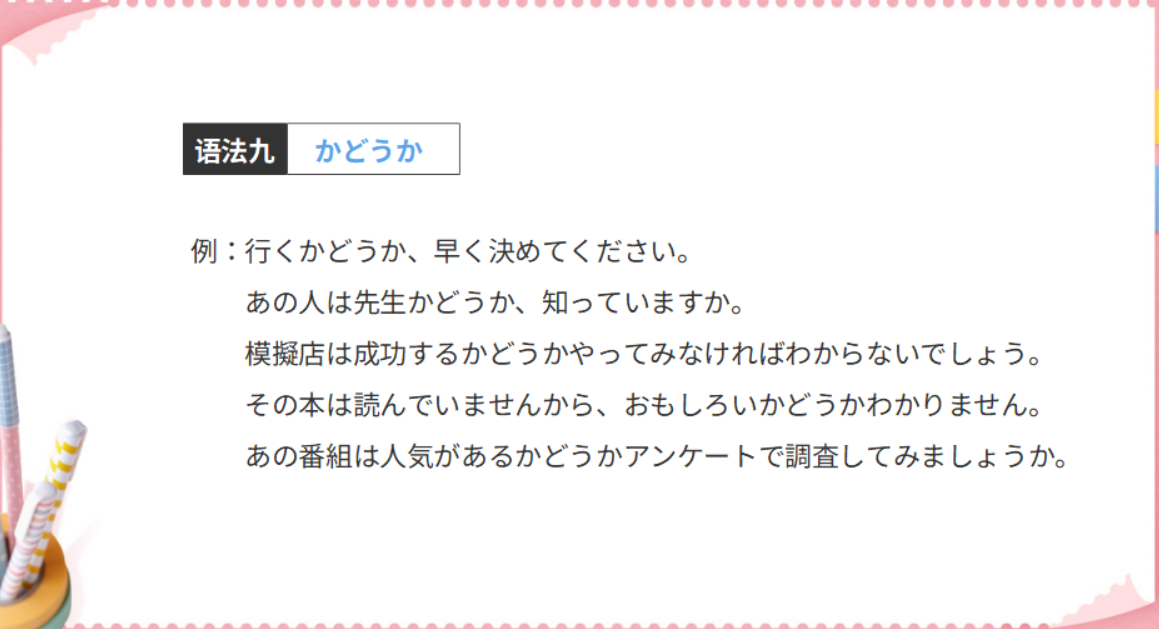 语法九 かどうか
例：行くかどうか、早く決めてください。
あの人は先生かどうか、知っていますか。
模擬店は成功するかどうかやってみなければわからないでしょう。
その本は読んでいませんから、おもしろいかどうかわかりません。
あの番組は人気があるかどうかアンケートで調査してみましょうか。